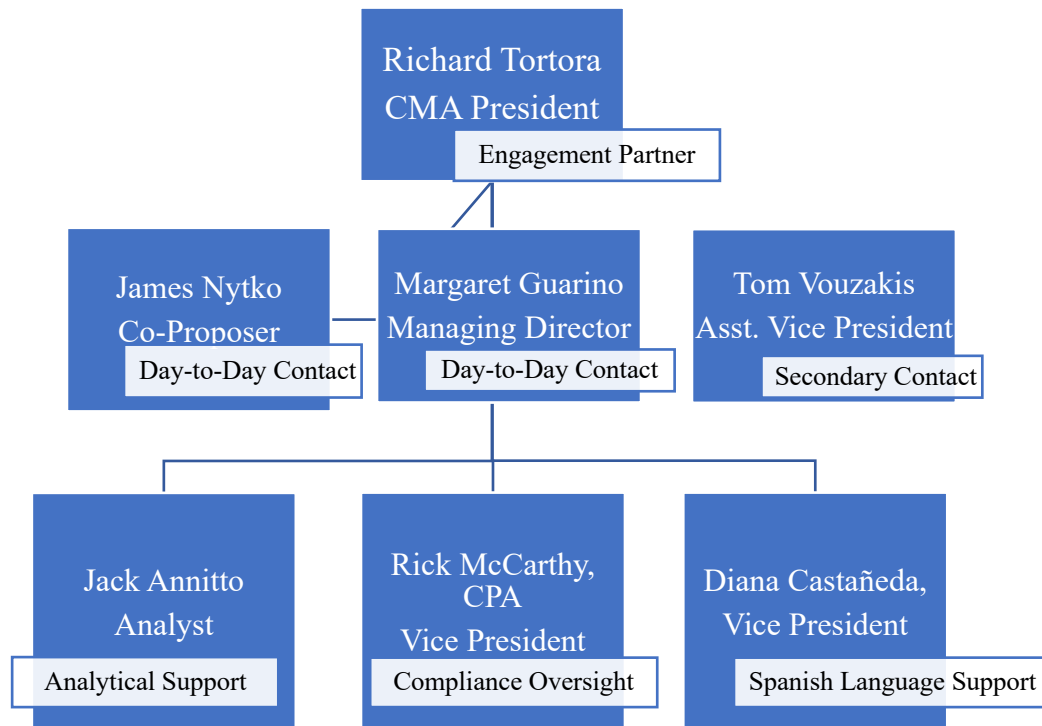 Richard Tortora
CMA President
Engagement Partner
James Nytko
Co-Proposer
Day-to-Day Contact
Margaret Guarino
Managing Director
Day-to-Day Contact
Tom Vouzakis
Asst. Vice President
Secondary Contact
Jack Annitto
Analyst
Analytical Support
Rick McCarthy,
CPA
Vice President
Compliance Oversight
Diana Castañeda,
Vice President
Spanish Language Support